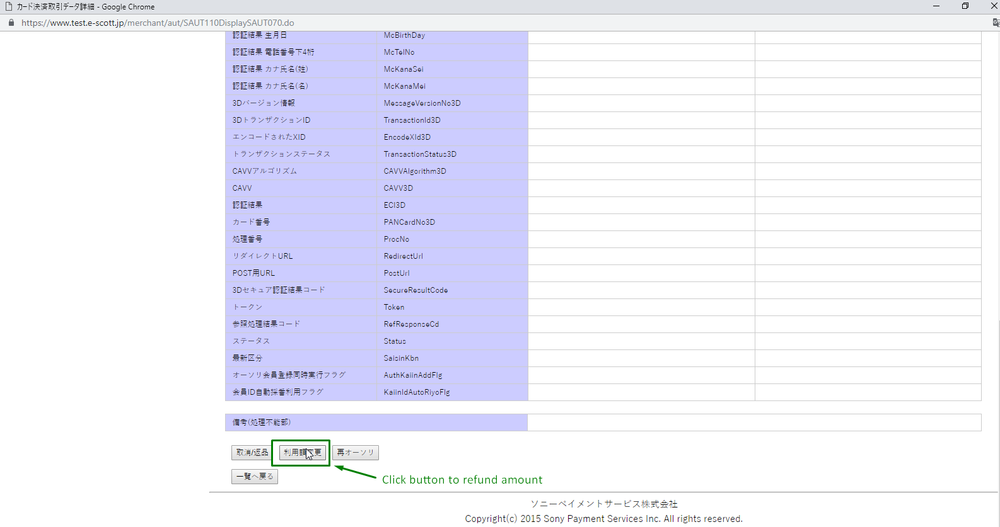 カード決済取引データ詳細 - Google Chrome
https://www.test.e-scott.jp/merchant/aut/SAUT110DisplaySAUT070.do
認証結果 生月日 McBirthDay
認証結果 電話番号下4桁 McTelNo
認証結果 カナ氏名(姓) McKanaSei
認証結果 カナ氏名(名) McKanaMei
3Dバージョン情報 MessageVersionNo3D
3DトランザクションID TransactionId3D
エンコードされたXID EncodeXId3D
トランザクションステータス TransactionStatus3D
CAVVアルゴリズム CAVVAlgorithm3D
CAVV CAVV3D
認証結果 ECI3D
カード番号 PANCardNo3D
処理番号 ProcNo
リダイレクトURL RedirectUrl
POST用URL PostUrl
3Dセキュア認証結果コード SecureResultCode
トークン Token
参照処理結果コード RefResponseCd
ステータス Status
最新区分 SaisinKbn
オーソリ会員登録同時実行フラグ AuthKaiinAddFlg
会員ID自動採番利用フラグ KaiinIdAutoRiyoFlg
備考(処理不能部)
取消/返品 利用額変更 再オーソリ
一覧へ戻る
Click button to refund amount
ソニーペイメントサービス株式会社
Copyright(c) 2015 Sony Payment Services Inc. All rights reserved.